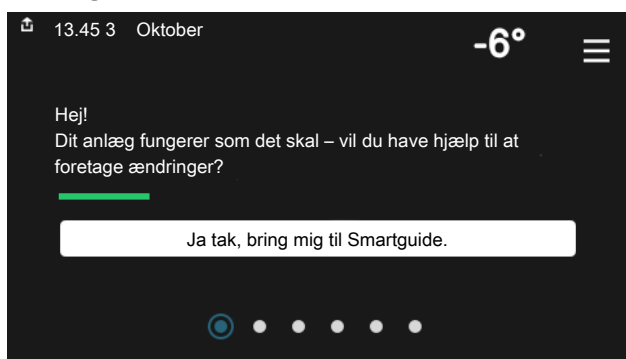 13.45 3 Oktober
-6°
Hej!
Dit anlæg fungerer som det skal – vil du have hjælp til at
foretage ændringer?
Ja tak, bring mig til Smartguide.